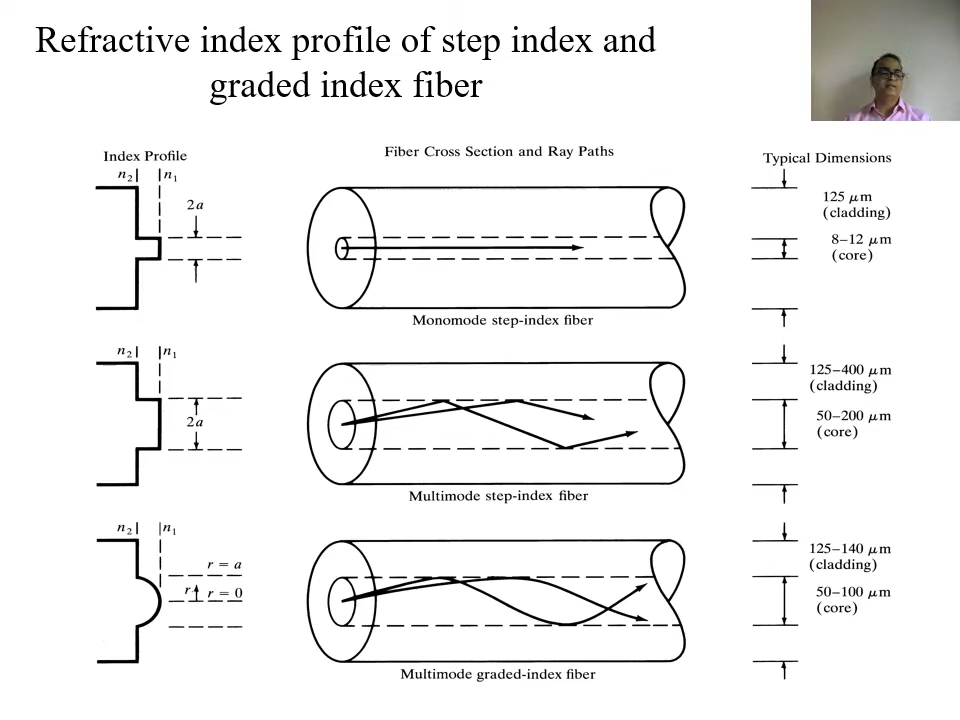 Refractive index profile of step index and
graded index fiber
Index Profile
Fiber Cross Section and Ray Paths
Typical Dimensions
n2 n1
2a
125 μm
(cladding)
8–12 μm
(core)
Monomode step-index fiber
n2 n1
2a
125–400 μm
(cladding)
50–200 μm
(core)
Multimode step-index fiber
n2 n1
r = a
r r = 0
125–140 μm
(cladding)
50–100 μm
(core)
Multimode graded-index fiber